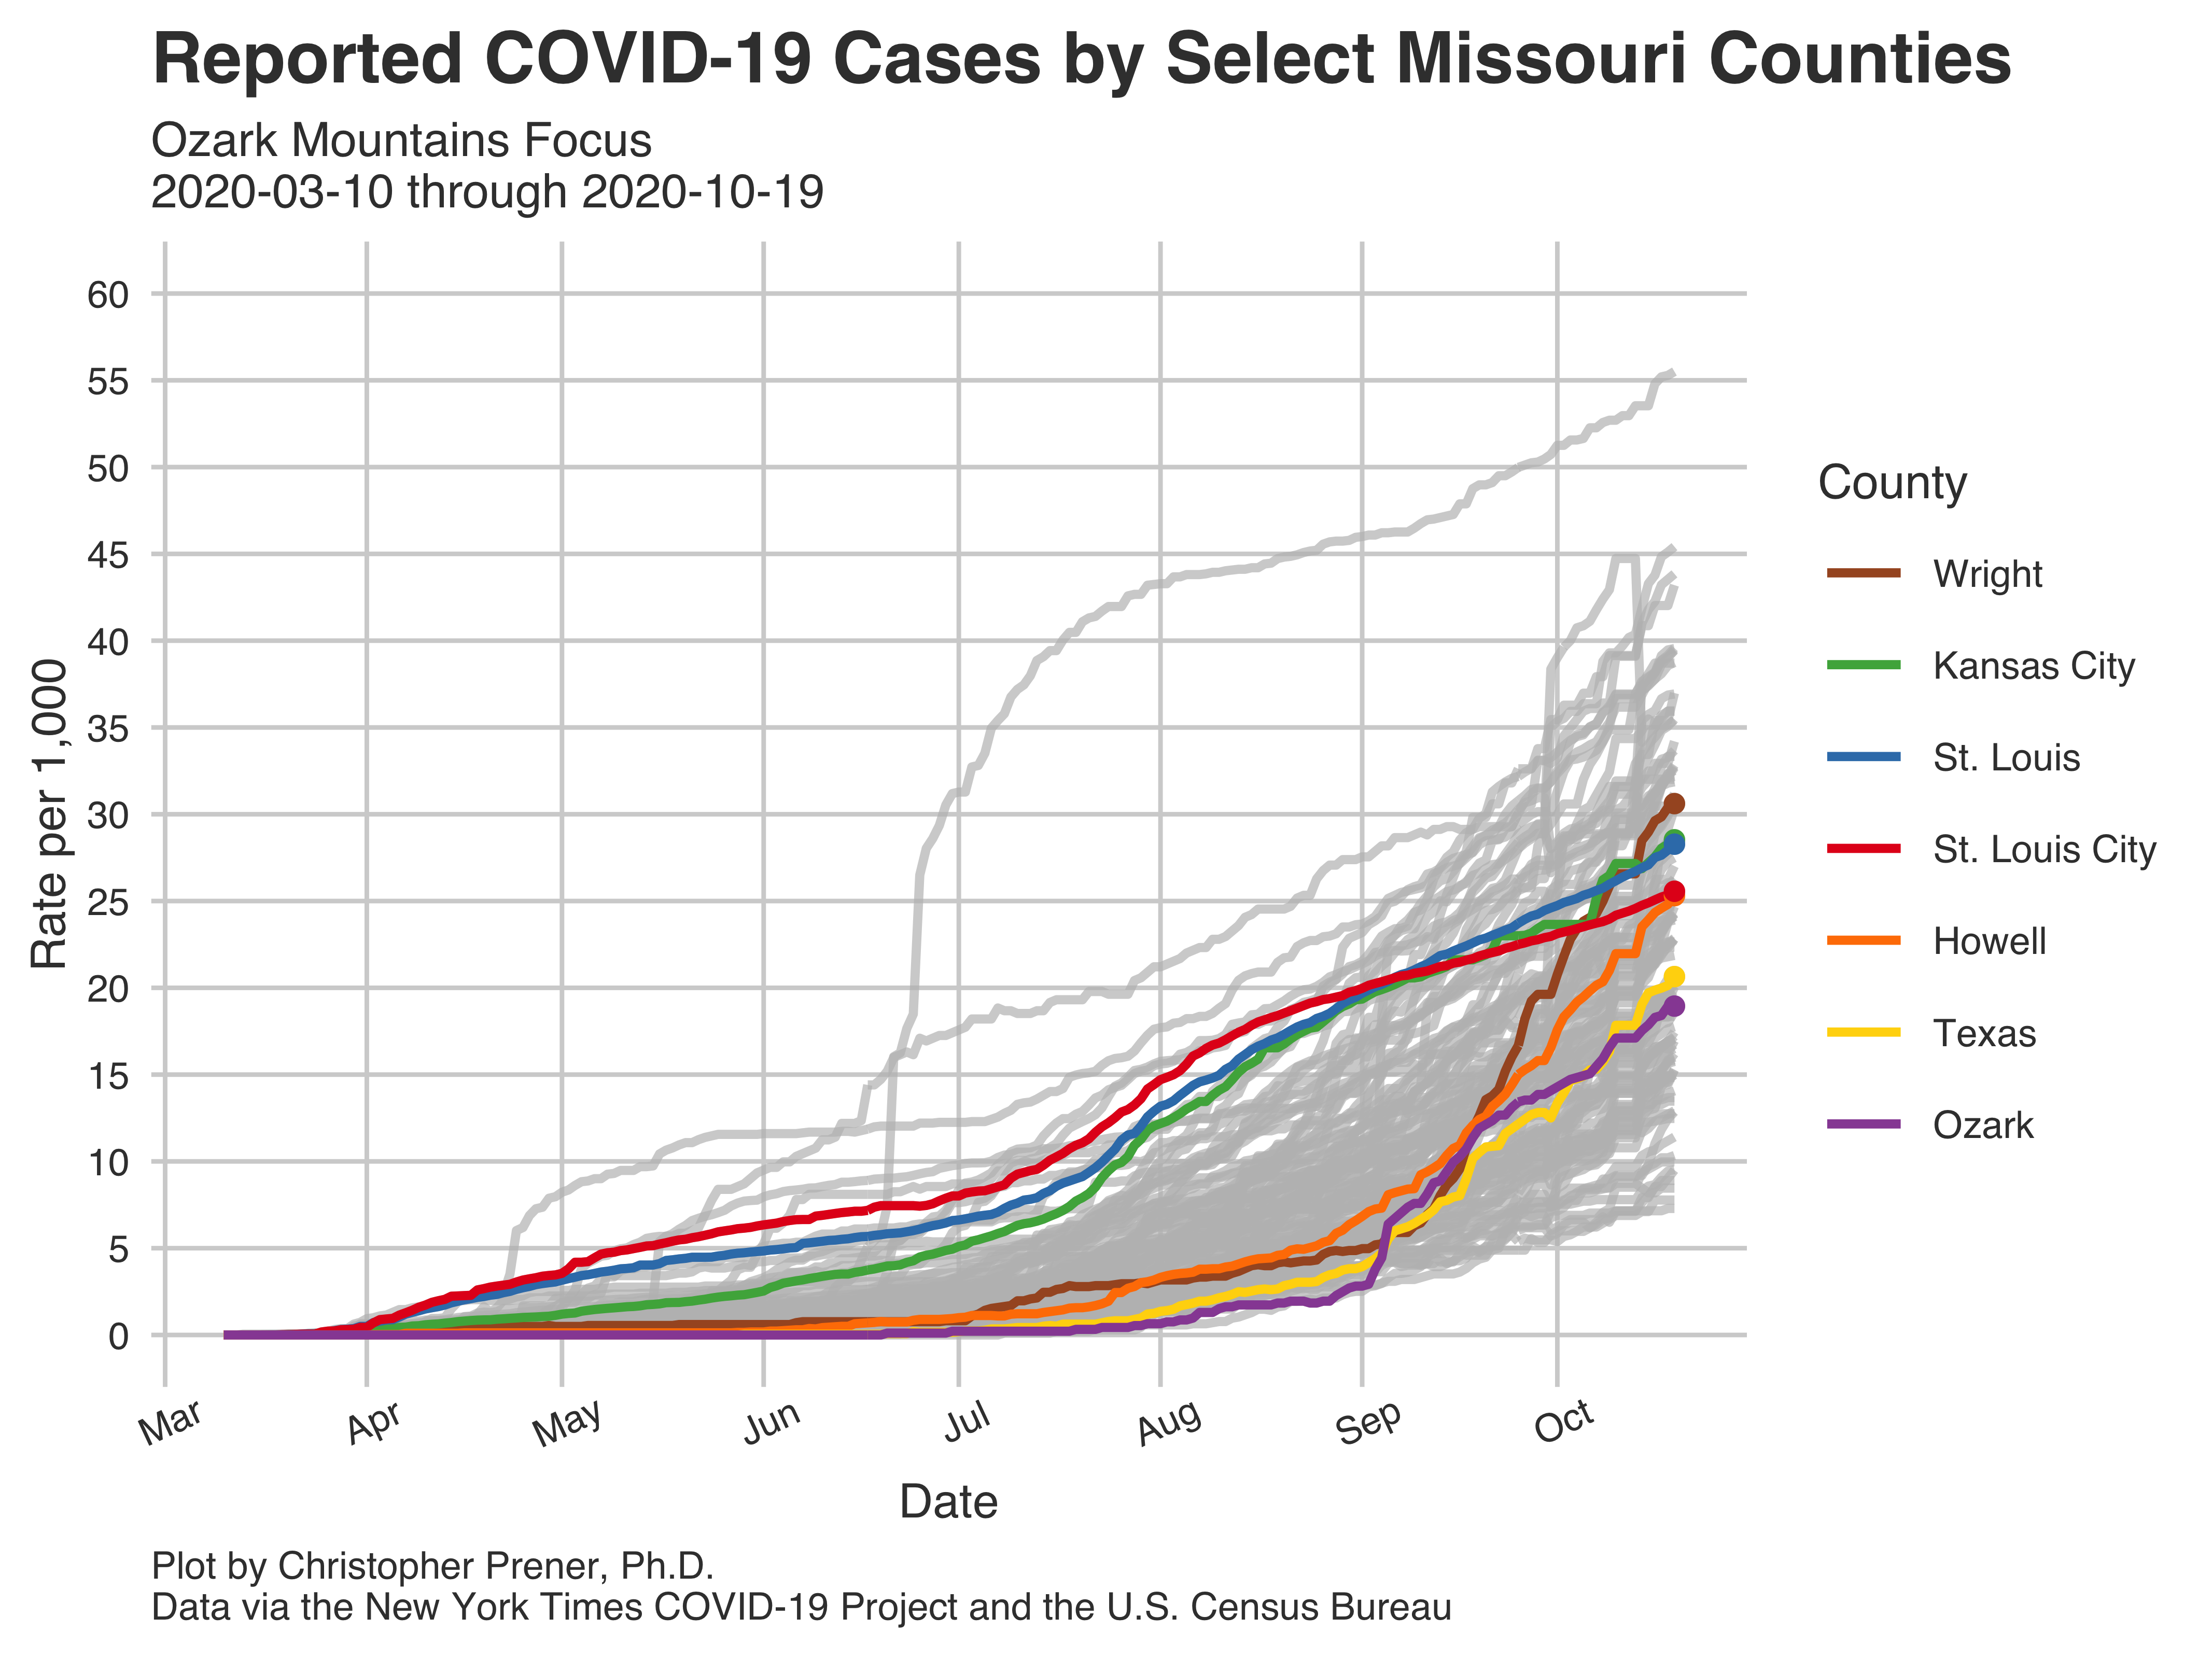 Reported COVID-19 Cases by Select Missouri Counties
Ozark Mountains Focus
2020-03-10 through 2020-10-19
60
55
50
45
40
35
30
25
20
15
10
5
0
Rate per 1,000
Mar
Apr
May
Jun
Jul
Aug
Sep
Oct
Date
County
Wright
Kansas City
St. Louis
St. Louis City
Howell
Texas
Ozark
Plot by Christopher Prener, Ph.D.
Data via the New York Times COVID-19 Project and the U.S. Census Bureau